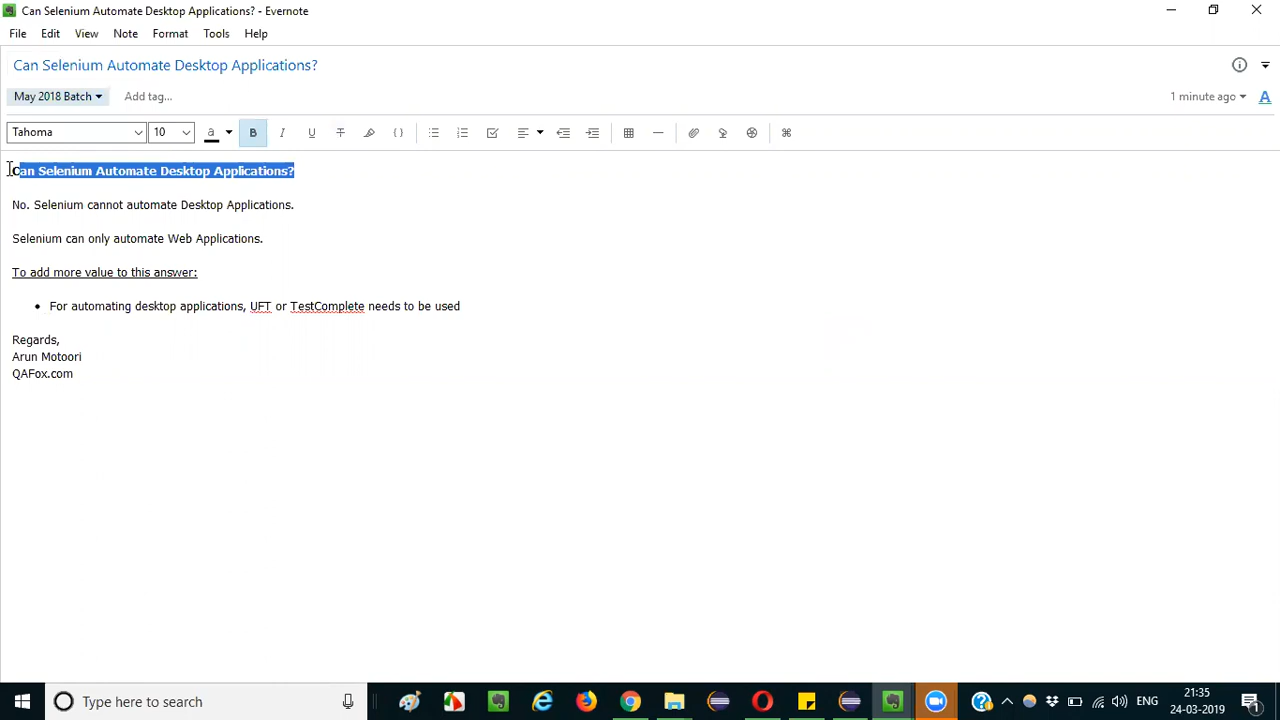 Can Selenium Automate Desktop Applications? - Evernote
File Edit View Note Format Tools Help
Can Selenium Automate Desktop Applications?
May 2018 Batch Add tag... 1 minute ago
Tahoma 10 a B I U T
Can Selenium Automate Desktop Applications?
No. Selenium cannot automate Desktop Applications.
Selenium can only automate Web Applications.
To add more value to this answer:
• For automating desktop applications, UFT or TestComplete needs to be used
Regards,
Arun Motoori
QAFox.com
Type here to search
ENG
21:35
24-03-2019
1